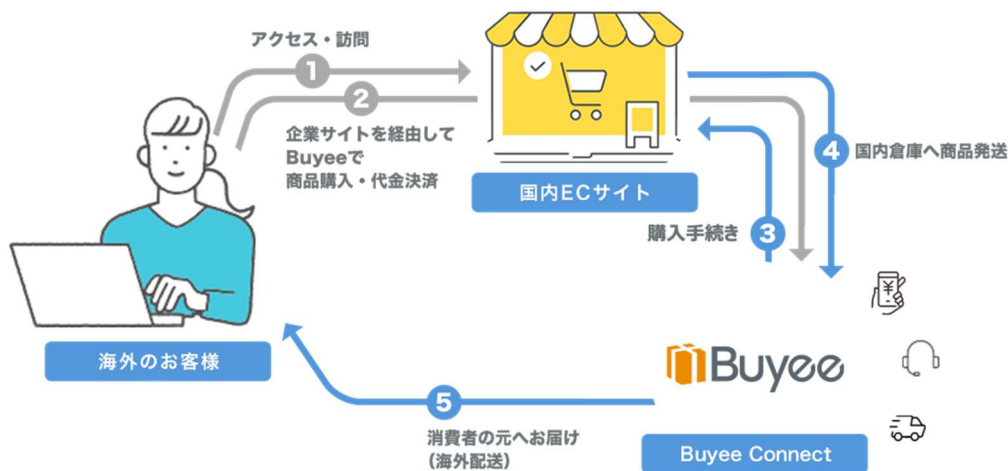 アクセス・訪問
1
2
企業サイトを経由して
Buyeeで
商品購入・代金決済
国内ECサイト
4
国内倉庫へ商品発送
購入手続き
3
¥
海外のお客様
Buyee
5
消費者の元へお届け
(海外配送)
Buyee Connect